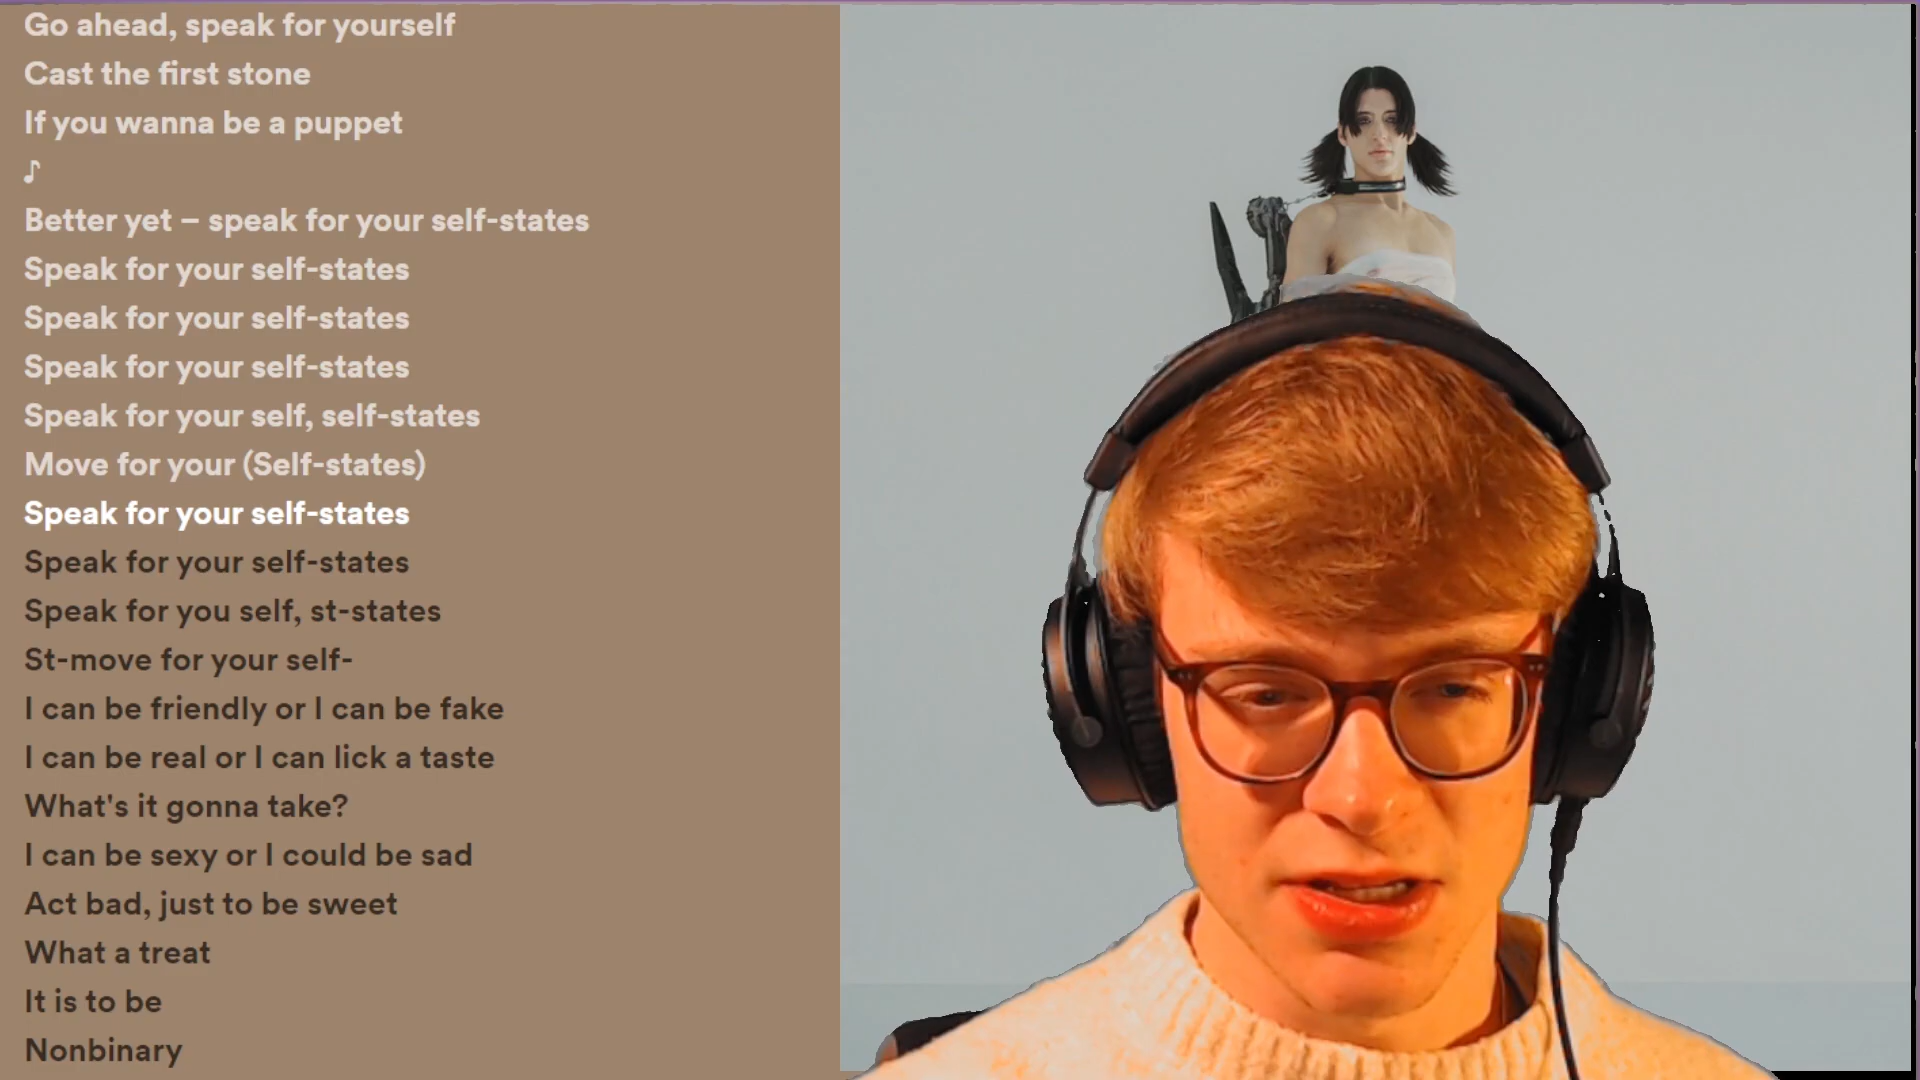 Go ahead, speak for yourself
Cast the first stone
If you wanna be a puppet
♪
Better yet – speak for your self-states
Speak for your self-states
Speak for your self-states
Speak for your self-states
Speak for your self, self-states
Move for your (Self-states)
Speak for your self-states
Speak for your self-states
Speak for you self, st-states
St-move for your self-
I can be friendly or I can be fake
I can be real or I can lick a taste
What's it gonna take?
I can be sexy or I could be sad
Act bad, just to be sweet
What a treat
It is to be
Nonbinary